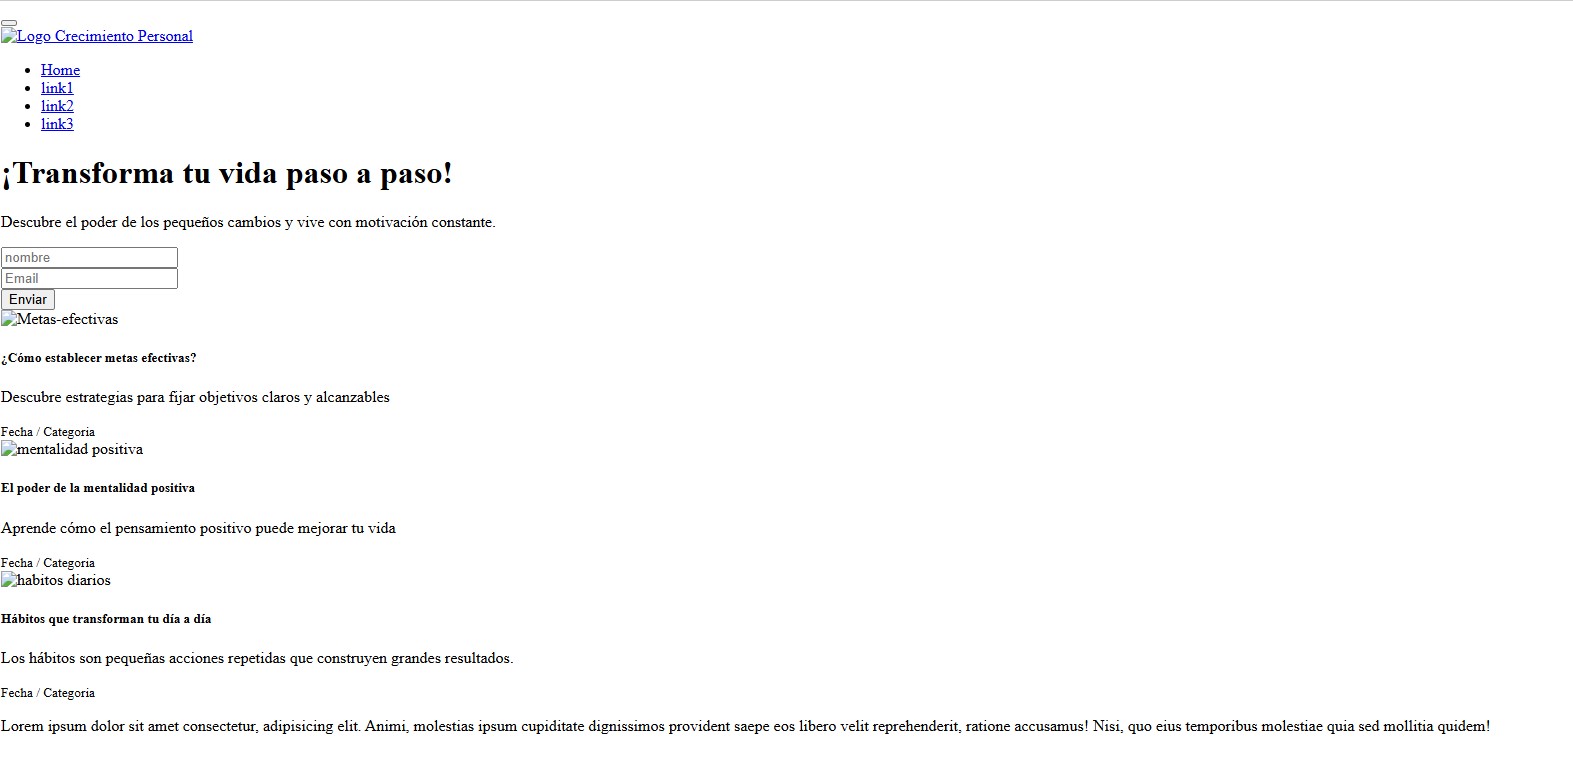 Logo Crecimiento Personal
Home
link1
link2
link3
¡Transforma tu vida paso a paso!
Descubre el poder de los pequeños cambios y vive con motivación constante.
nombre
Email
Enviar
Metas-efectivas
¿Cómo establecer metas efectivas?
Descubre estrategias para fijar objetivos claros y alcanzables
Fecha / Categoria
mentalidad positiva
El poder de la mentalidad positiva
Aprende cómo el pensamiento positivo puede mejorar tu vida
Fecha / Categoria
habitos diarios
Hábitos que transforman tu día a día
Los hábitos son pequeñas acciones repetidas que construyen grandes resultados.
Fecha / Categoria
Lorem ipsum dolor sit amet consectetur, adipisicing elit. Animi, molestias ipsum cupiditate dignissimos provident saepe eos libero velit reprehenderit, ratione accusamus! Nisi, quo eius temporibus molestiae quia sed mollitia quidem!